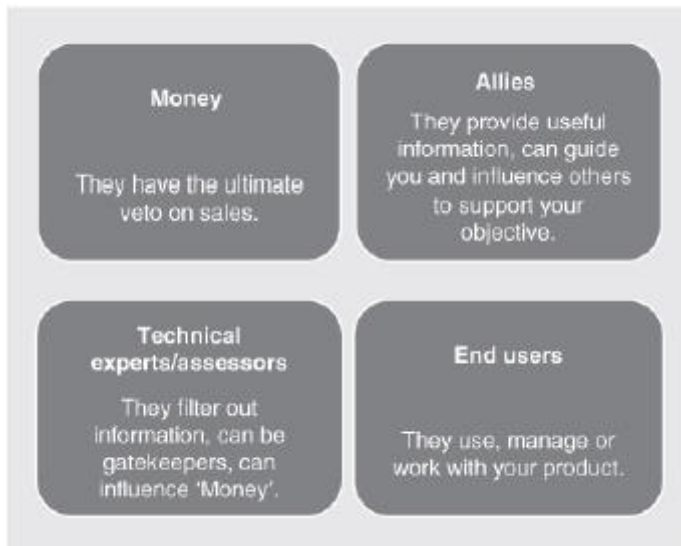 Money
They have the ultimate
veto on sales.
Allies
They provide useful
information, can guide
you and influence others
to support your
objective.
Technical
experts/assessors
They filter out
information, can be
gatekeepers, can
influence ‘Money’.
End users
They use, manage or
work with your product.